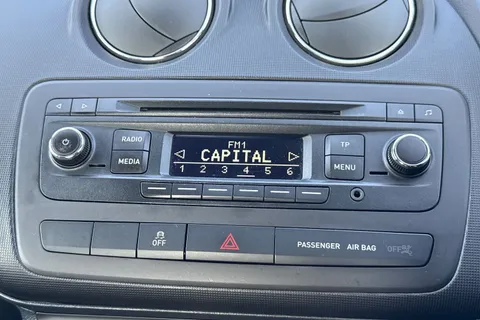 RADIO
MEDIA
FM1
CAPITAL
1 2 3 4 5 6
TP
MENU
OFF
PASSENGER AIR BAG OFF